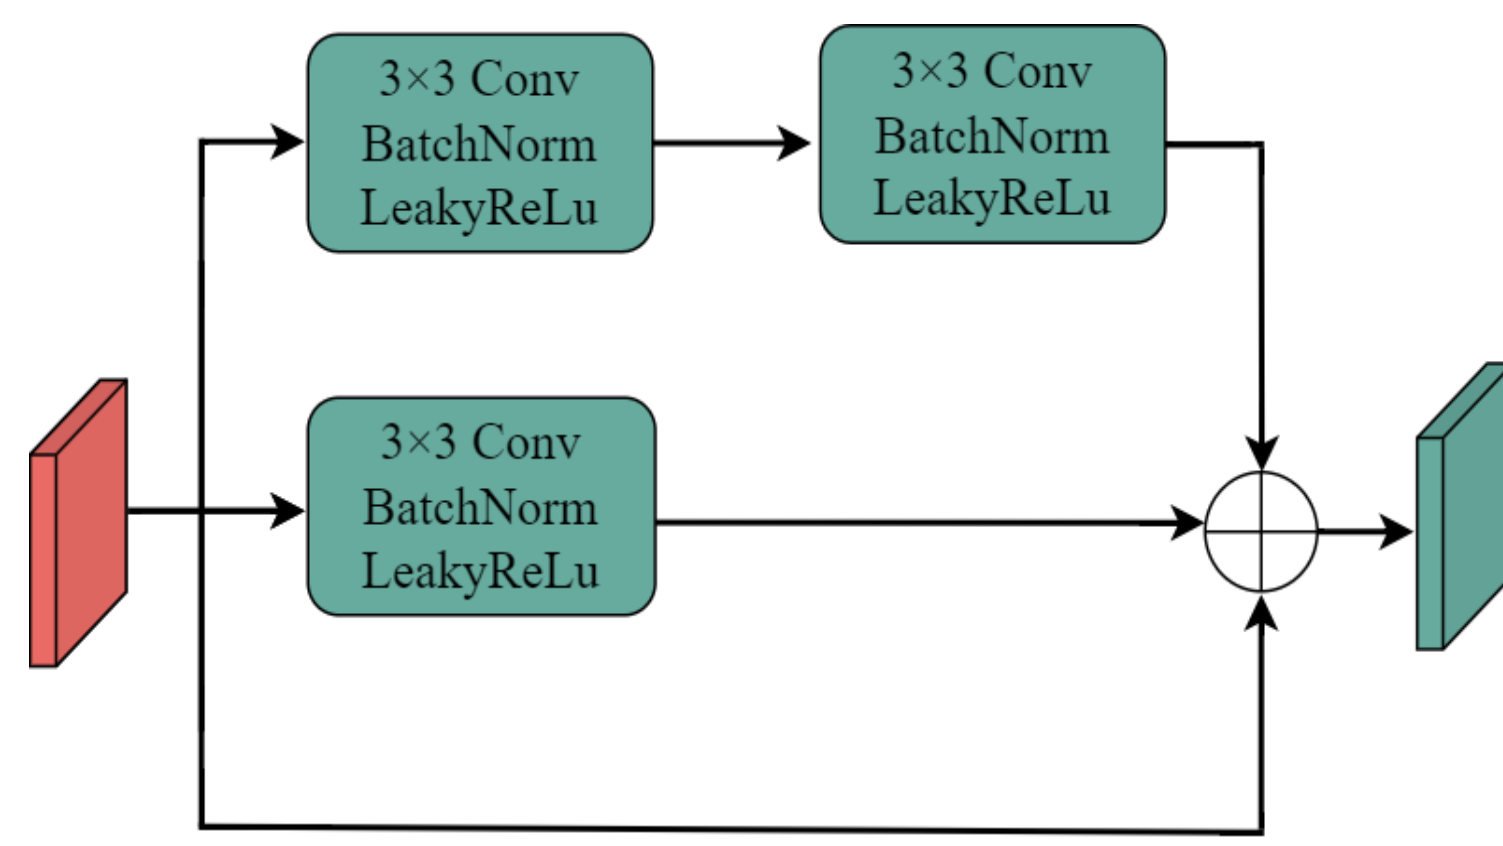 3×3 Conv
BatchNorm
LeakyReLu
3×3 Conv
BatchNorm
LeakyReLu
3×3 Conv
BatchNorm
LeakyReLu